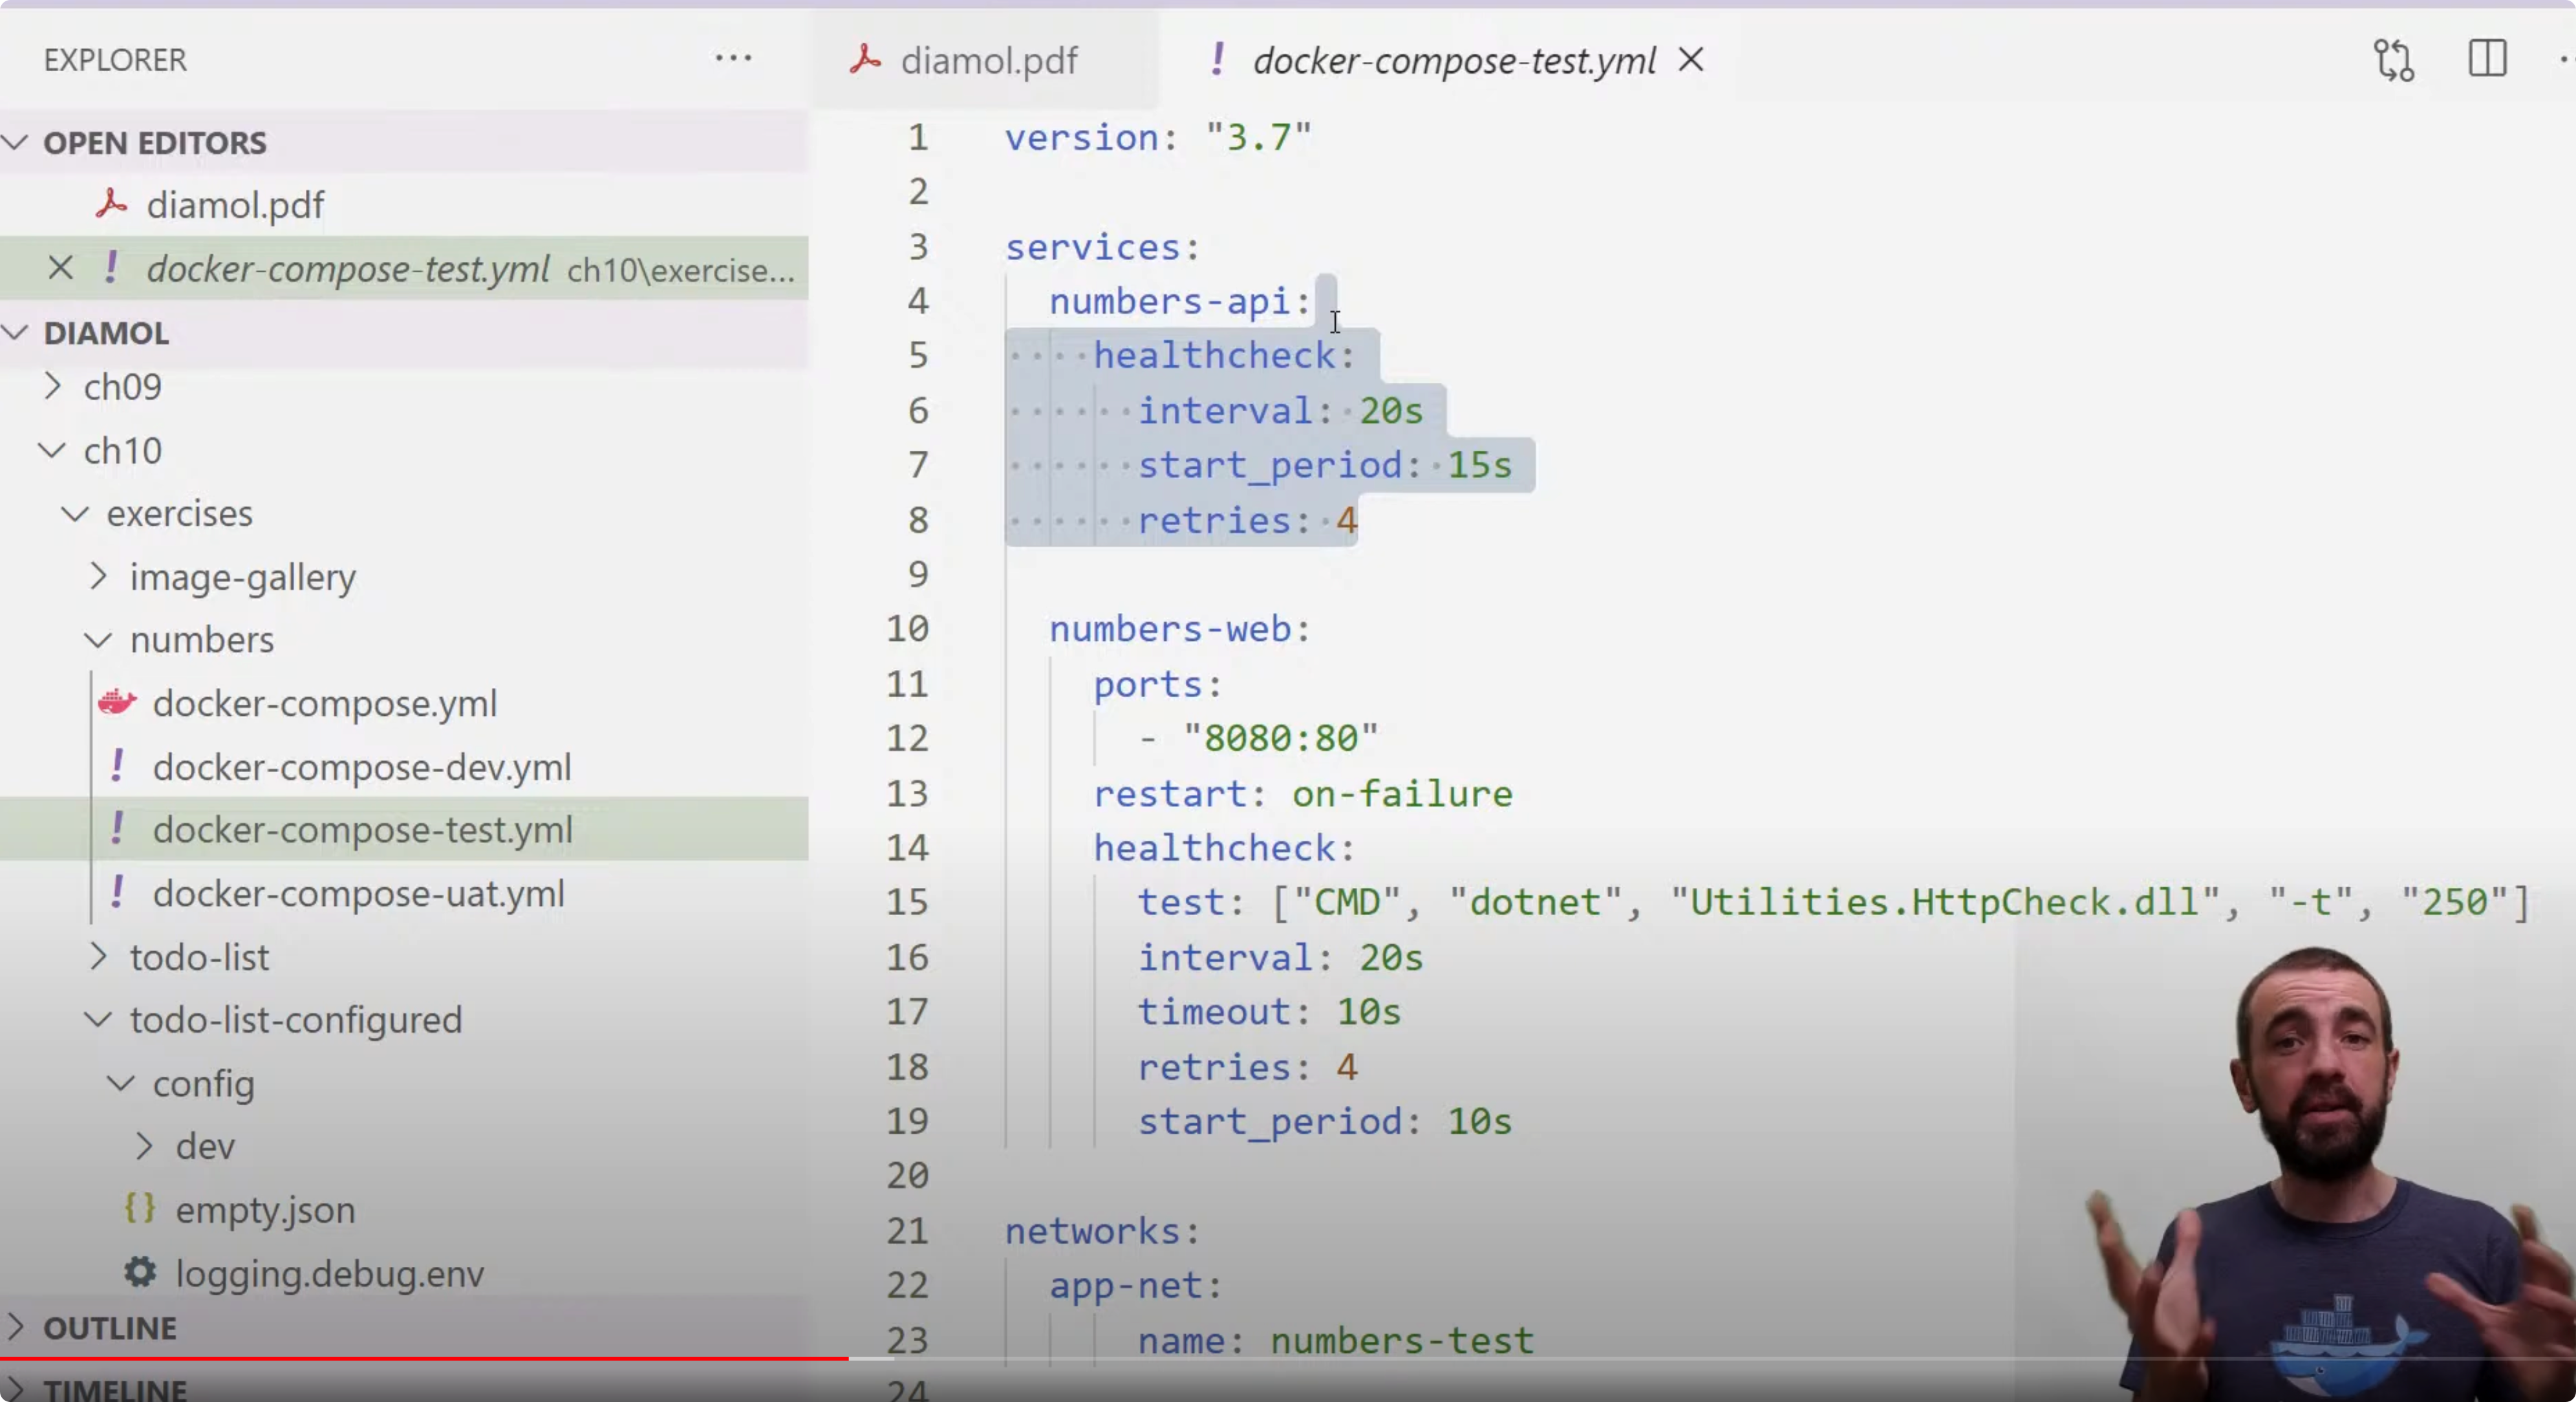 EXPLORER
OPEN EDITORS
diamol.pdf
docker-compose-test.yml ch10\exercise...
DIAMOL
ch09
ch10
exercises
image-gallery
numbers
docker-compose.yml
docker-compose-dev.yml
docker-compose-test.yml
docker-compose-uat.yml
todo-list
todo-list-configured
config
dev
empty.json
logging.debug.env
OUTLINE
TIMELINE
diamol.pdf
docker-compose-test.yml
1 version: "3.7"
2
3 services:
4 numbers-api:
5 healthcheck:
6 interval: 20s
7 start_period: 15s
8 retries: 4
9
10 numbers-web:
11 ports:
12 - "8080:80"
13 restart: on-failure
14 healthcheck:
15 test: ["CMD", "dotnet", "Utilities.HttpCheck.dll", "-t", "250"]
16 interval: 20s
17 timeout: 10s
18 retries: 4
19 start_period: 10s
20
21 networks:
22 app-net:
23 name: numbers-test
24